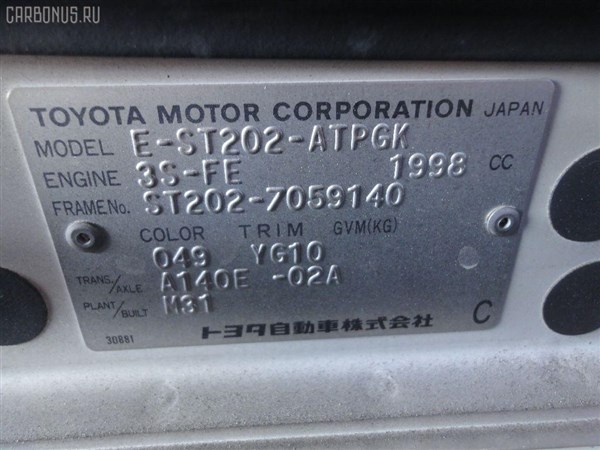 CARBONUS.RU
TOYOTA MOTOR CORPORATION JAPAN
MODEL E-ST202-ATPGK
ENGINE 3S-FE 1998 CC
FRAME No. ST202-7059140
COLOR TRIM GVM(KG)
049 YG10
TRANS./AXLE A140E -02A
PLANT/BUILT M31
30881 トヨタ自動車株式会社 C